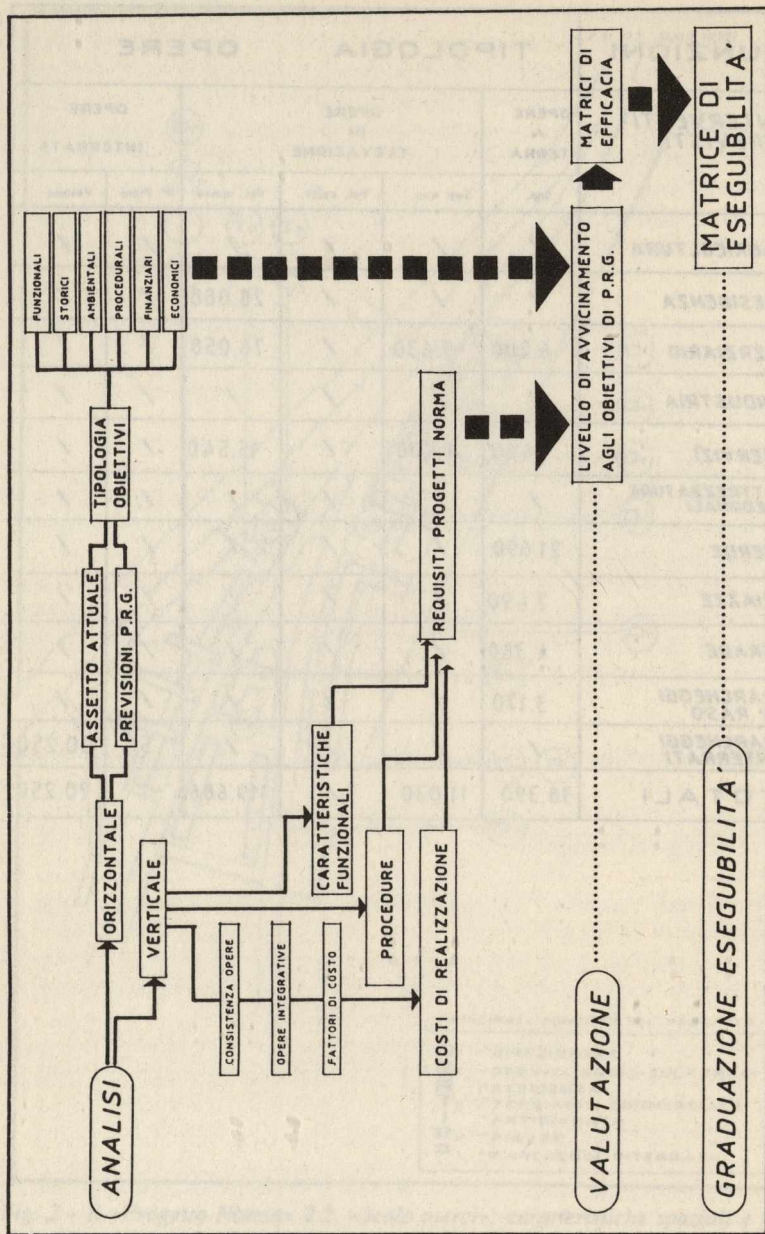 ANALISI
ORIZZONTALE
ASSETTO ATTUALE
PREVISIONI P.R.G.
TIPOLOGIA
OBIETTIVI
FUNZIONALI
STORICI
AMBIENTALI
PROCEDURALI
FINANZIARI
ECONOMICI
VERTICALE
CONSISTENZA OPERE
OPERE INTEGRATIVE
FATTORI DI COSTO
CARATTERISTICHE
FUNZIONALI
PROCEDURE
COSTI DI REALIZZAZIONE
REQUISITI PROGETTI NORMA
VALUTAZIONE
LIVELLO DI AVVICINAMENTO
AGLI OBIETTIVI DI P.R.G.
MATRICI DI
EFFICACIA
GRADUAZIONE ESEGUIBILITA'
MATRICE DI
ESEGUIBILITA'